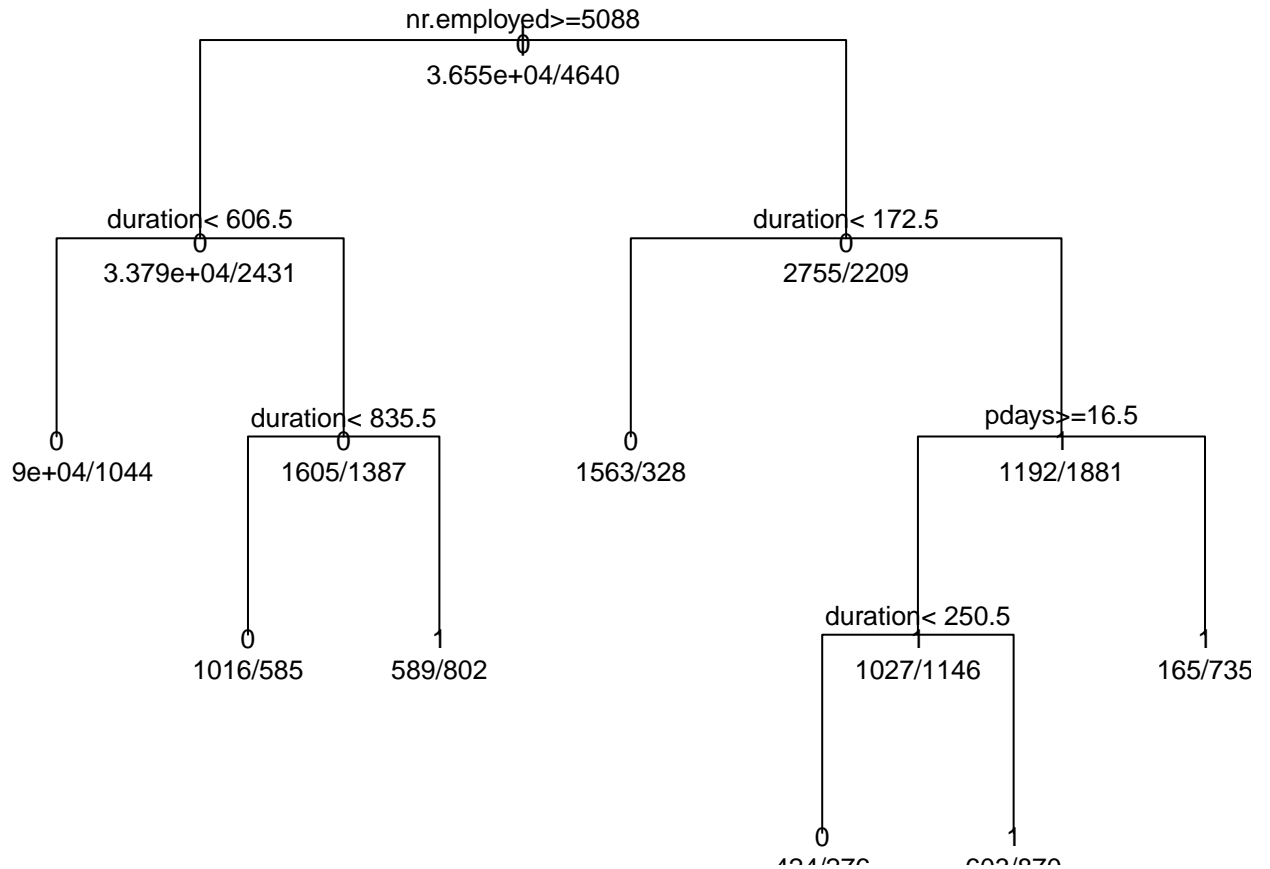 nr.employed>=5088
0
3.655e+04/4640
duration< 606.5
0
3.379e+04/2431
duration< 172.5
0
2755/2209
0
9e+04/1044
duration< 835.5
0
1605/1387
0
1563/328
pdays>=16.5
1
1192/1881
0
1016/585
1
589/802
duration< 250.5
1
1027/1146
1
165/735
0
1